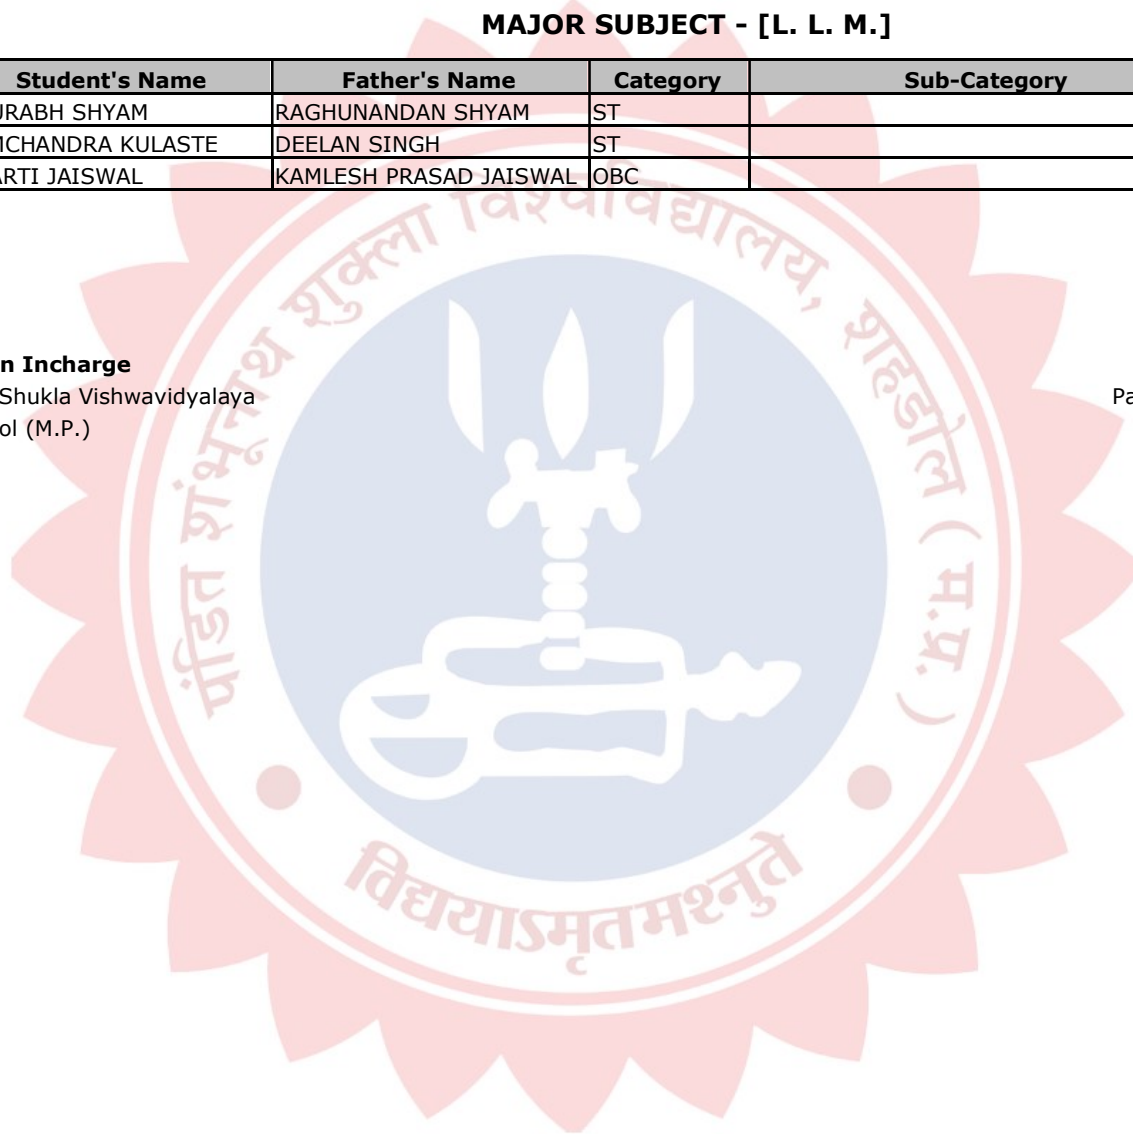 MAJOR SUBJECT - [L. L. M.]
Student's Name Father's Name Category Sub-Category
URABH SHYAM RAGHUNANDAN SHYAM ST
MCHANDRA KULASTE DEELAN SINGH ST
ARTI JAISWAL KAMLESH PRASAD JAISWAL OBC
n Incharge
Shukla Vishwavidyalaya Pa
ol (M.P.)
पंडित शंभूनाथ शुक्ला विश्वविद्यालय, शहडोल ( म.प्र. )
विद्ययाऽमृतमश्नुते